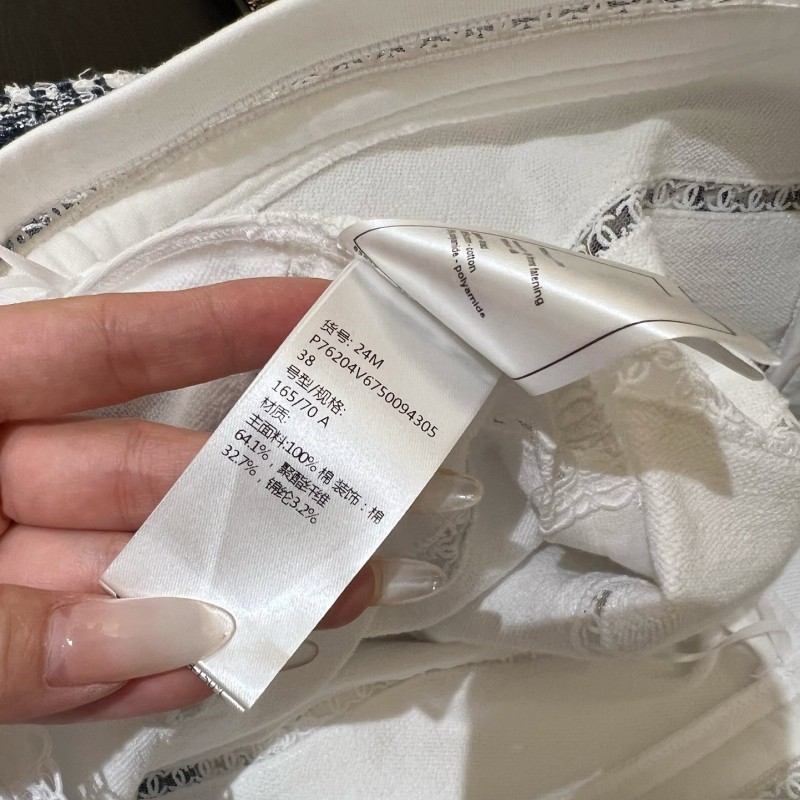 货号: 24M
P76204V6750094305
38
号型/规格:
165/70 A
材质:
主面料:100% 棉 装饰：棉
64.1%，聚酯纤维
32.7%，锦纶3.2%
cotton
polyamide